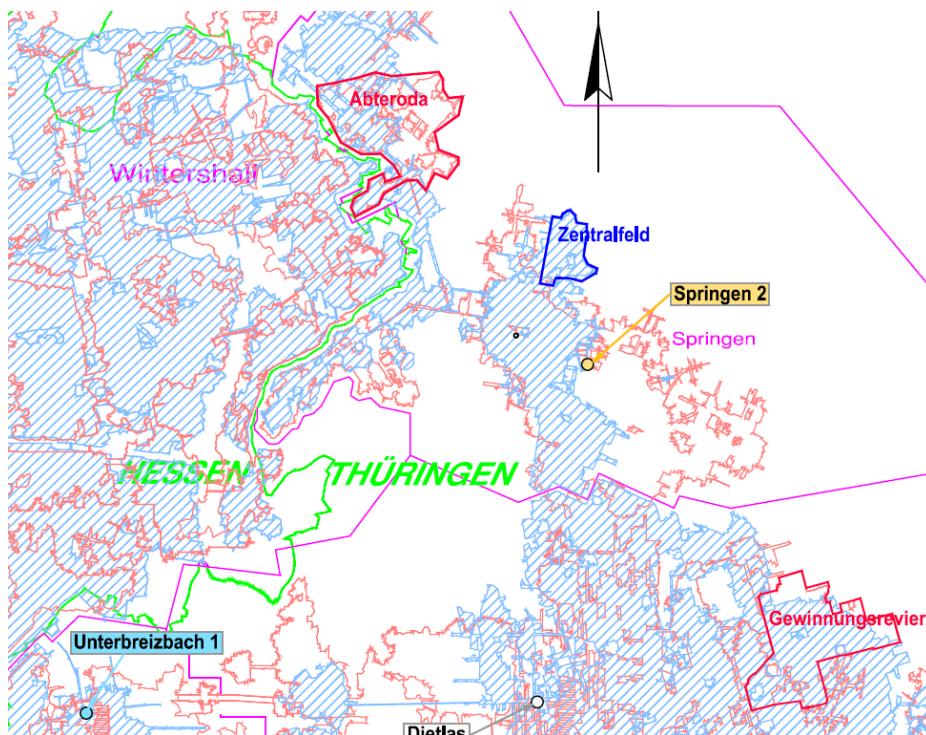 Abteroda
Wintershall
Zentralfeld
Springen 2
Springen
HESSEN
THÜRINGEN
Gewinnungsrevier
Unterbreizbach 1
Dietlas